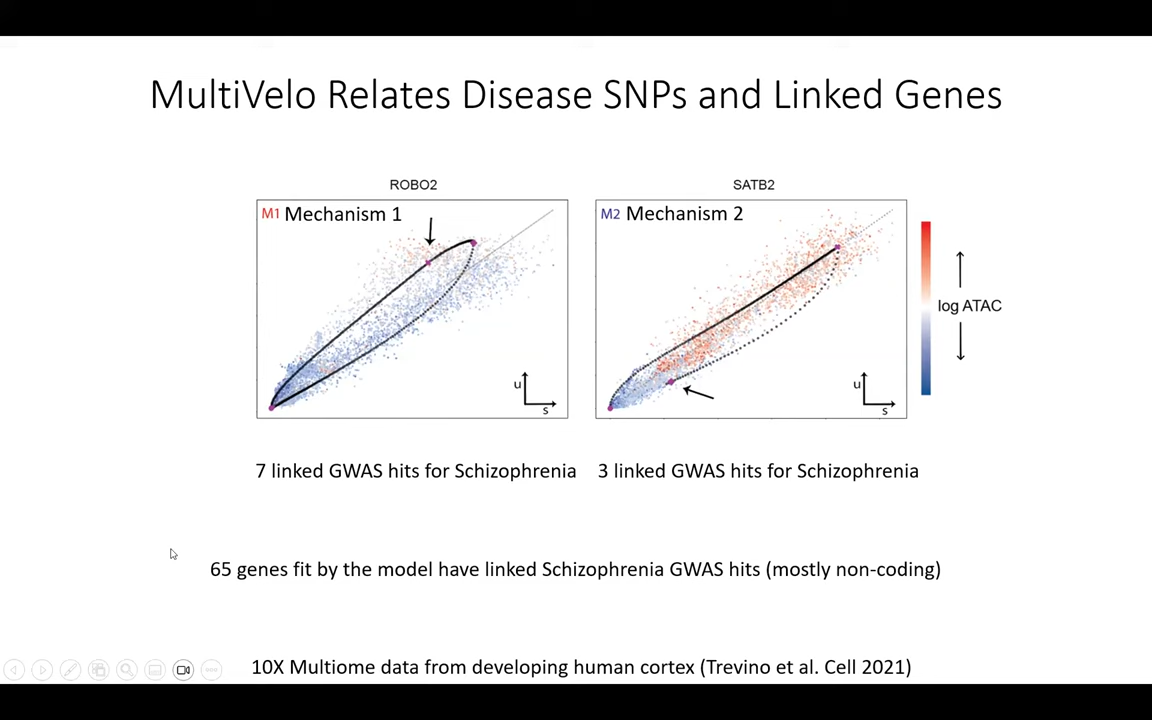 MultiVelo Relates Disease SNPs and Linked Genes
ROBO2
SATB2
M1 Mechanism 1
M2 Mechanism 2
log ATAC
u
s
u
s
7 linked GWAS hits for Schizophrenia
3 linked GWAS hits for Schizophrenia
65 genes fit by the model have linked Schizophrenia GWAS hits (mostly non-coding)
10X Multiome data from developing human cortex (Trevino et al. Cell 2021)